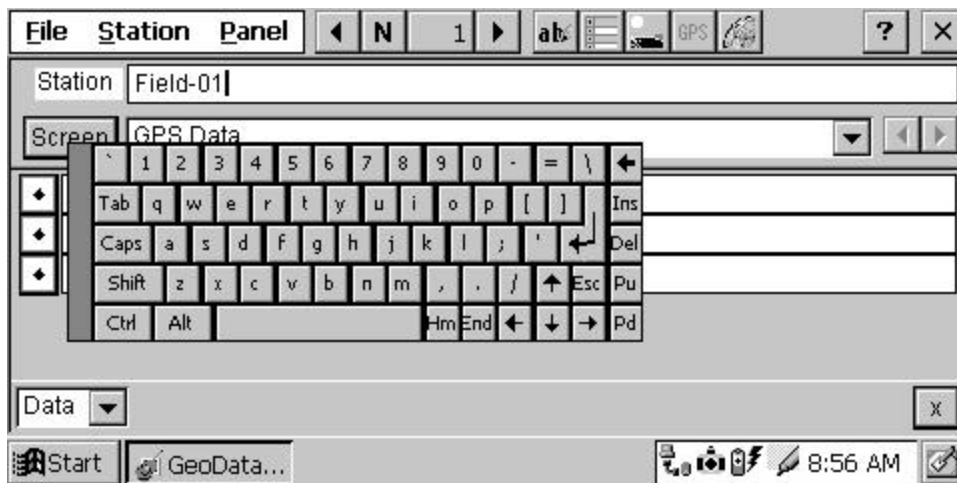 File Station Panel N 1 ab GPS ? ×
Station Field-01
Screen GPS Data
` 1 2 3 4 5 6 7 8 9 0 - = \
Tab q w e r t y u i o p [ ] Ins
Caps a s d f g h j k l ; ' Del
Shift z x c v b n m , . / Esc Pu
Ctrl Alt Hm End Pd
Data x
Start GeoData... 8:56 AM